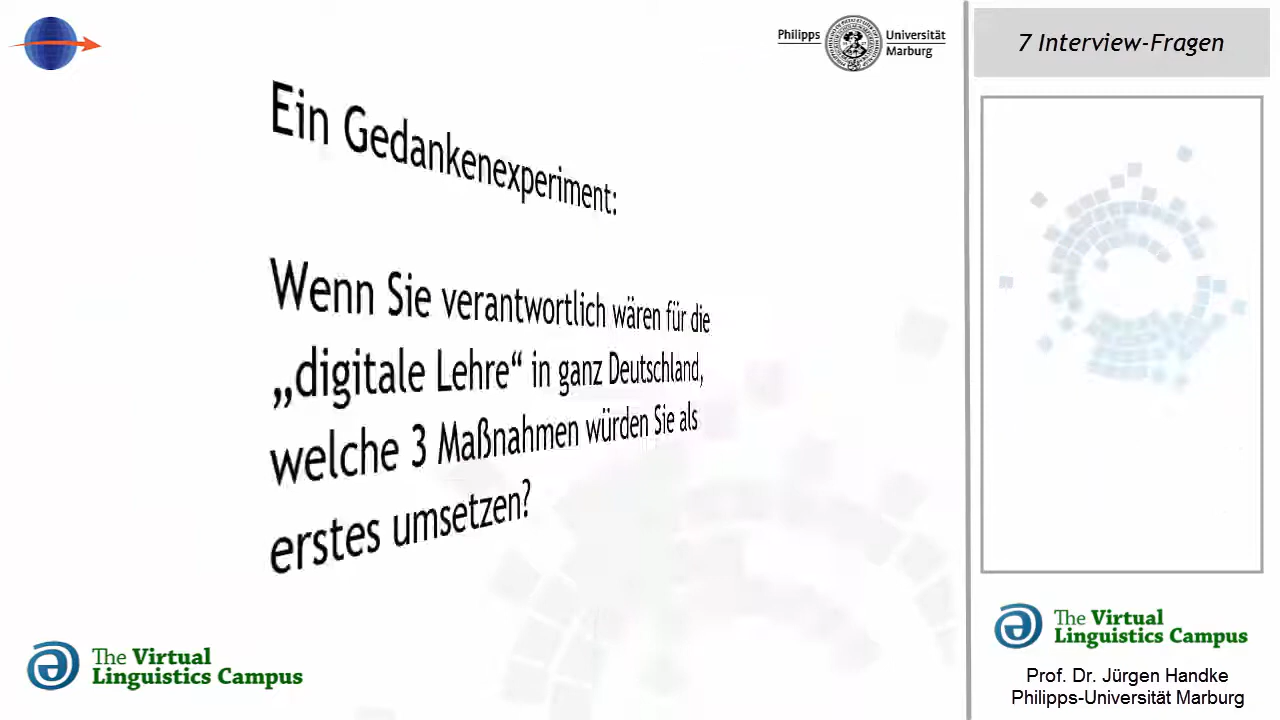 Philipps Universität
Marburg
7 Interview-Fragen
Ein Gedankenexperiment:
Wenn Sie verantwortlich wären für die
„digitale Lehre“ in ganz Deutschland,
welche 3 Maßnahmen würden Sie als
erstes umsetzen?
The Virtual
Linguistics Campus
The Virtual
Linguistics Campus
Prof. Dr. Jürgen Handke
Philipps-Universität Marburg